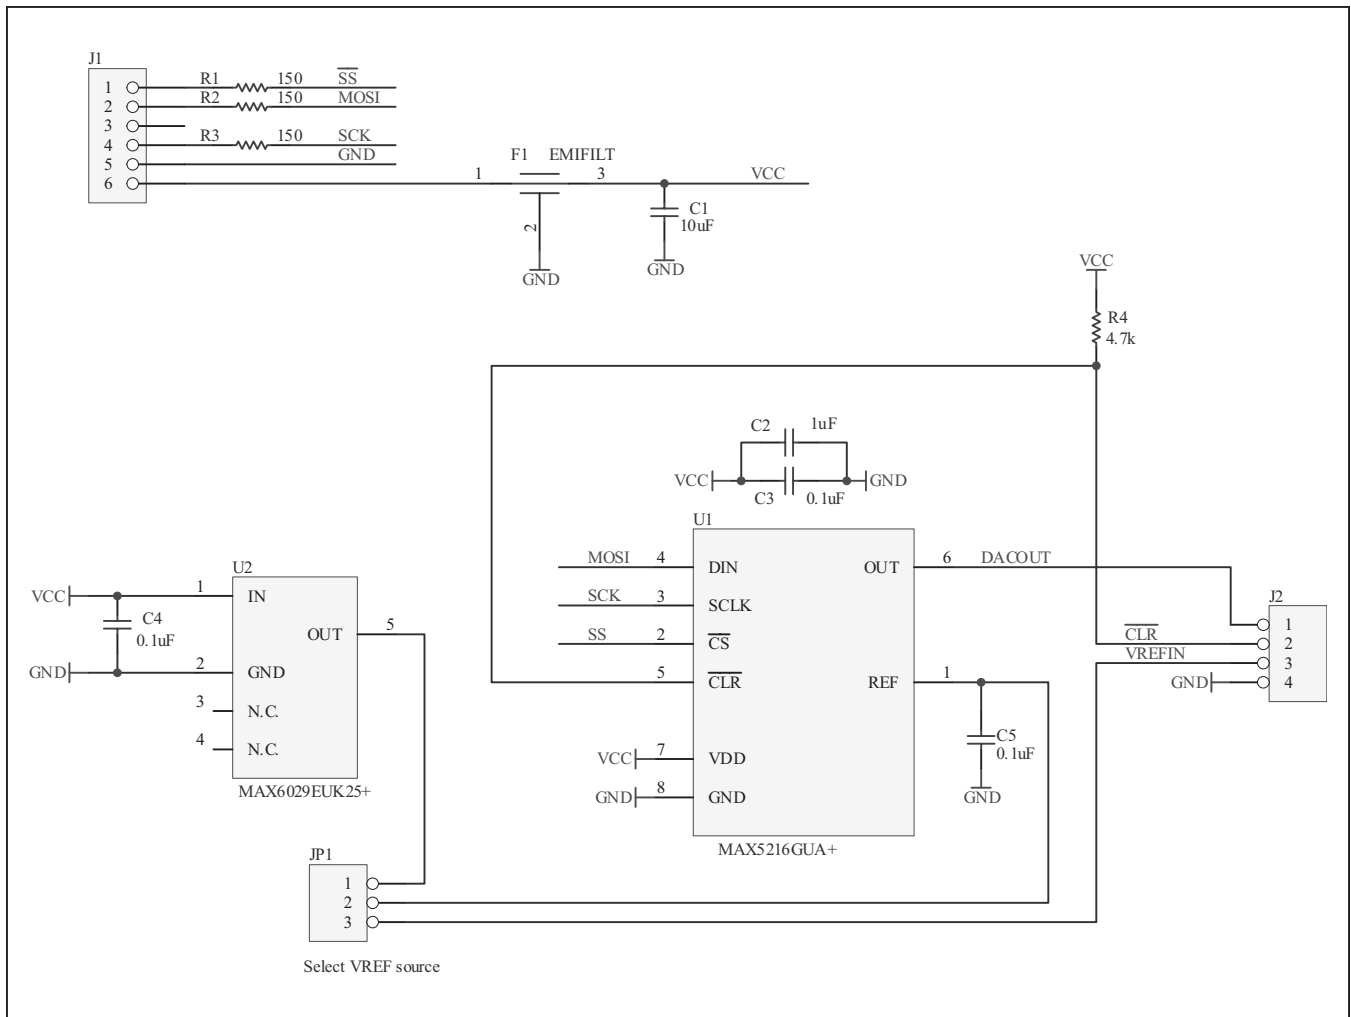 J1
1 R1 150 S̅S̅
2 R2 150 MOSI
3
4 R3 150 SCK
5 GND
6
1 F1 EMIFILT 3 VCC
2
GND
C1
10uF
GND
VCC
R4
4.7k
C2 1uF
VCC GND
C3 0.1uF
U1
MOSI 4 DIN OUT 6 DACOUT
SCK 3 SCLK
SS 2 C̅S̅
5 C̅L̅R̅ REF 1
VCC 7 VDD
GND 8 GND
C5
0.1uF
GND
MAX5216GUA+
J2
1
C̅L̅R̅ 2
VREFIN 3
GND 4
U2
VCC 1 IN
C4
0.1uF
OUT 5
GND 2 GND
3 N.C.
4 N.C.
MAX6029EUK25+
JP1
1
2
3
Select VREF source